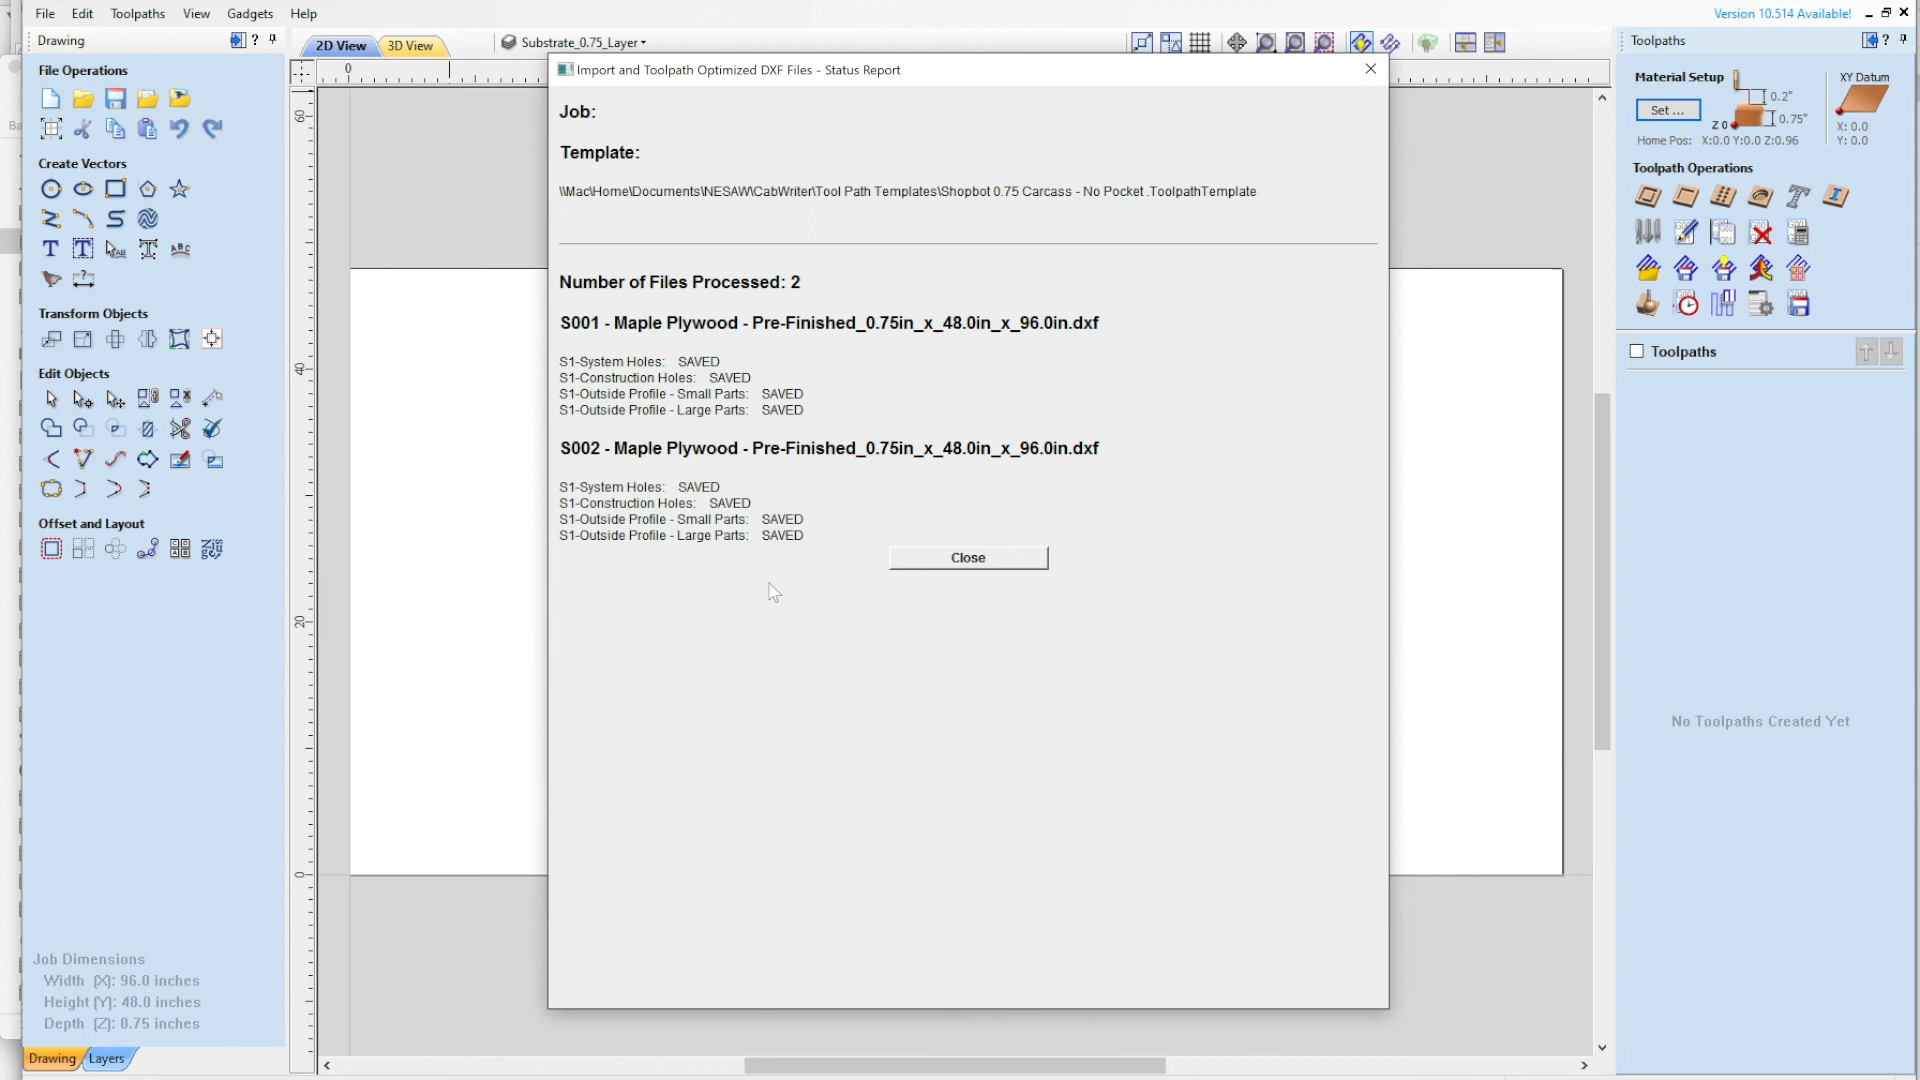 File Edit Toolpaths View Gadgets Help
Version 10.514 Available!
Drawing
?
2D View
3D View
Substrate_0.75_Layer
Toolpaths
?
File Operations
Create Vectors
Transform Objects
Edit Objects
Offset and Layout
Job Dimensions
Width (X): 96.0 inches
Height (Y): 48.0 inches
Depth (Z): 0.75 inches
Drawing
Layers
0
60
40
20
0
Import and Toolpath Optimized DXF Files - Status Report
Job:
Template:
\\Mac\Home\Documents\NESAW\CabWriter\Tool Path Templates\Shopbot 0.75 Carcass - No Pocket .ToolpathTemplate
Number of Files Processed: 2
S001 - Maple Plywood - Pre-Finished_0.75in_x_48.0in_x_96.0in.dxf
S1-System Holes: SAVED
S1-Construction Holes: SAVED
S1-Outside Profile - Small Parts: SAVED
S1-Outside Profile - Large Parts: SAVED
S002 - Maple Plywood - Pre-Finished_0.75in_x_48.0in_x_96.0in.dxf
S1-System Holes: SAVED
S1-Construction Holes: SAVED
S1-Outside Profile - Small Parts: SAVED
S1-Outside Profile - Large Parts: SAVED
Close
Material Setup
Set ...
0.2"
Z 0
0.75"
XY Datum
X: 0.0
Y: 0.0
Home Pos: X:0.0 Y:0.0 Z:0.96
Toolpath Operations
Toolpaths
No Toolpaths Created Yet